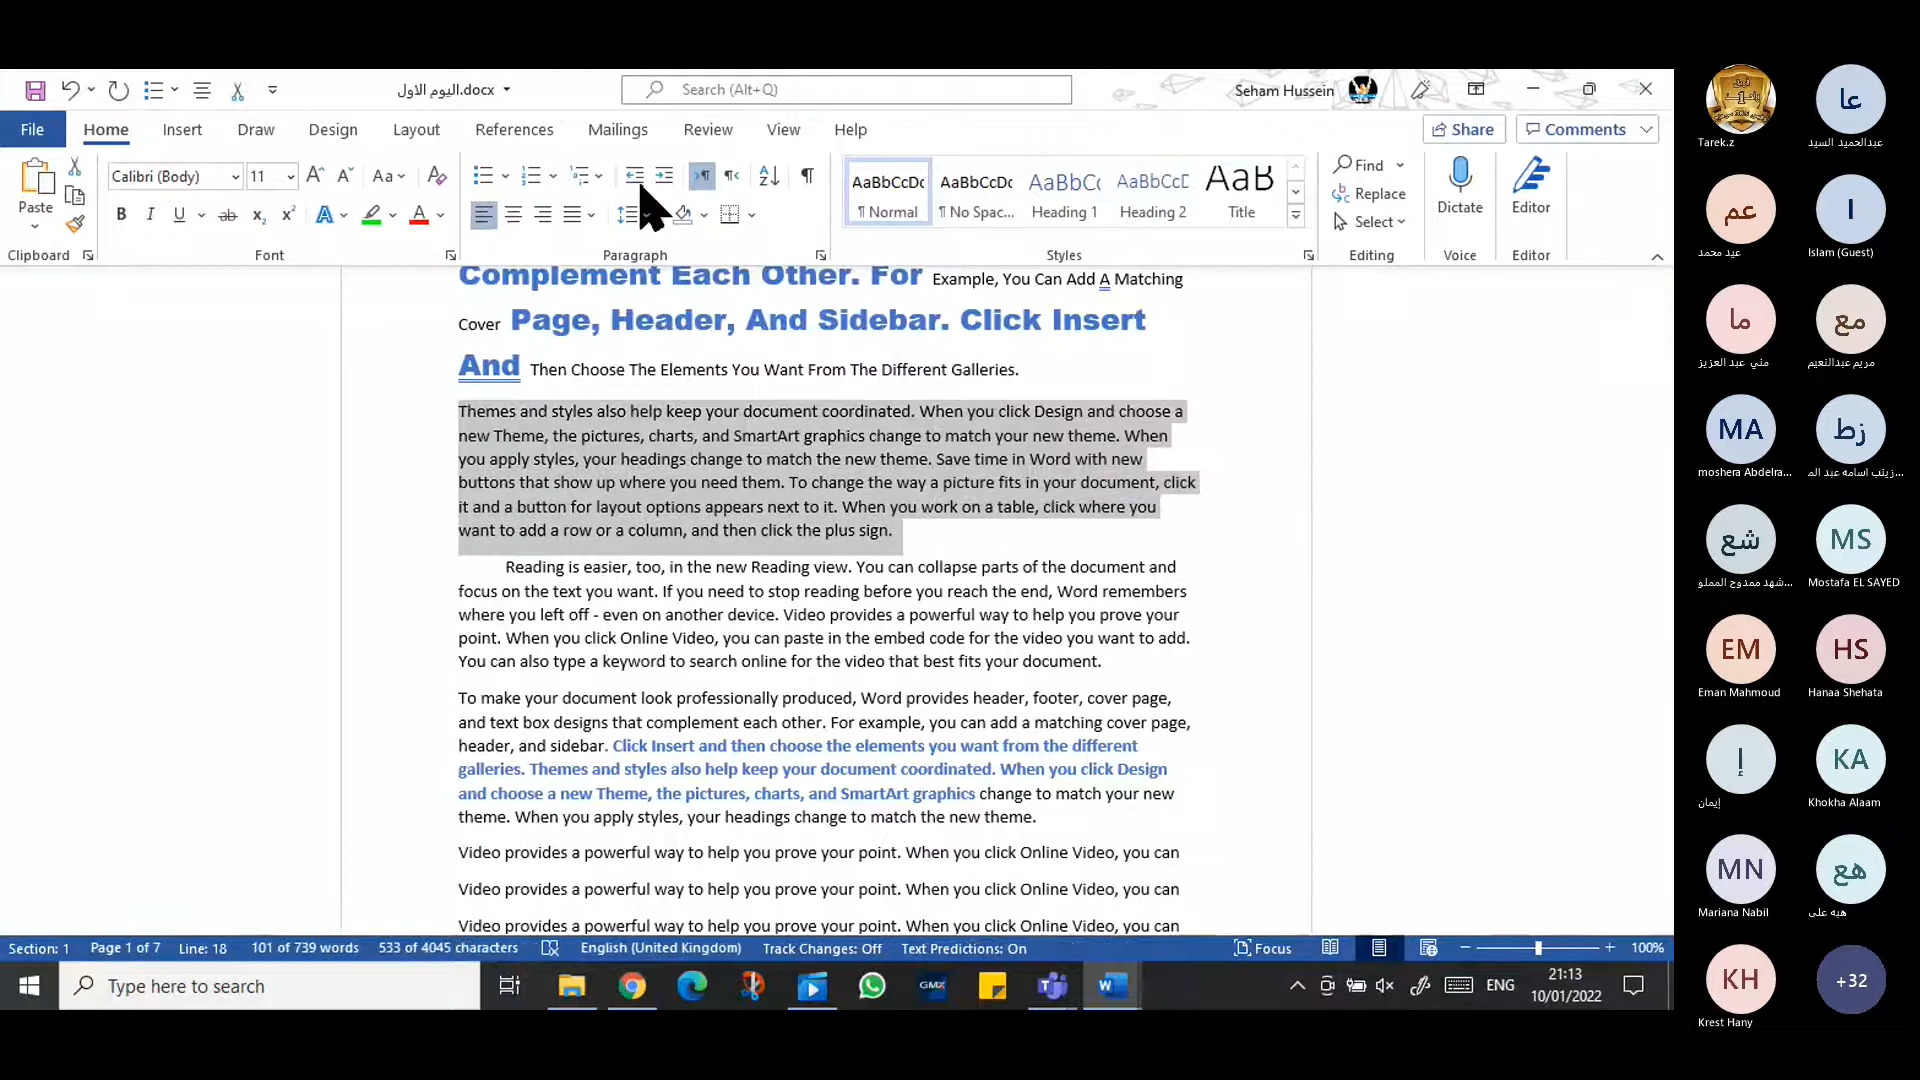 اليوم الاول.docx
Search (Alt+Q)
Seham Hussein
File
Home
Insert
Draw
Design
Layout
References
Mailings
Review
View
Help
Share
Comments
Paste
Clipboard
Calibri (Body)
11
Font
Paragraph
AaBbCcDc
¶ Normal
AaBbCcDc
¶ No Spac...
AaBbCc
Heading 1
AaBbCcD
Heading 2
AaB
Title
Styles
Find
Replace
Select
Editing
Dictate
Voice
Editor
Editor
Complement Each Other. For Example, You Can Add A Matching
Cover Page, Header, And Sidebar. Click Insert
And Then Choose The Elements You Want From The Different Galleries.
Themes and styles also help keep your document coordinated. When you click Design and choose a
new Theme, the pictures, charts, and SmartArt graphics change to match your new theme. When
you apply styles, your headings change to match the new theme. Save time in Word with new
buttons that show up where you need them. To change the way a picture fits in your document, click
it and a button for layout options appears next to it. When you work on a table, click where you
want to add a row or a column, and then click the plus sign.
Reading is easier, too, in the new Reading view. You can collapse parts of the document and
focus on the text you want. If you need to stop reading before you reach the end, Word remembers
where you left off - even on another device. Video provides a powerful way to help you prove your
point. When you click Online Video, you can paste in the embed code for the video you want to add.
You can also type a keyword to search online for the video that best fits your document.
To make your document look professionally produced, Word provides header, footer, cover page,
and text box designs that complement each other. For example, you can add a matching cover page,
header, and sidebar. Click Insert and then choose the elements you want from the different
galleries. Themes and styles also help keep your document coordinated. When you click Design
and choose a new Theme, the pictures, charts, and SmartArt graphics change to match your new
theme. When you apply styles, your headings change to match the new theme.
Video provides a powerful way to help you prove your point. When you click Online Video, you can
Video provides a powerful way to help you prove your point. When you click Online Video, you can
Video provides a powerful way to help you prove your point. When you click Online Video, you can
Section: 1
Page 1 of 7
Line: 18
101 of 739 words
533 of 4045 characters
English (United Kingdom)
Track Changes: Off
Text Predictions: On
Focus
100%
Type here to search
GMX
ENG
21:13
10/01/2022
Tarek.z
عا
عبدالحميد السيد
عم
عيد محمد
I
Islam (Guest)
ما
مني عبد العزيز
مع
مريم عبدالنعيم
MA
moshera Abdelra...
زط
زينب اسامه عبد الم...
شع
شهد ممدوح المملو...
MS
Mostafa EL SAYED
EM
Eman Mahmoud
HS
Hanaa Shehata
إ
إيمان
KA
Khokha Alaam
MN
Mariana Nabil
هع
هبه على
KH
Krest Hany
+32